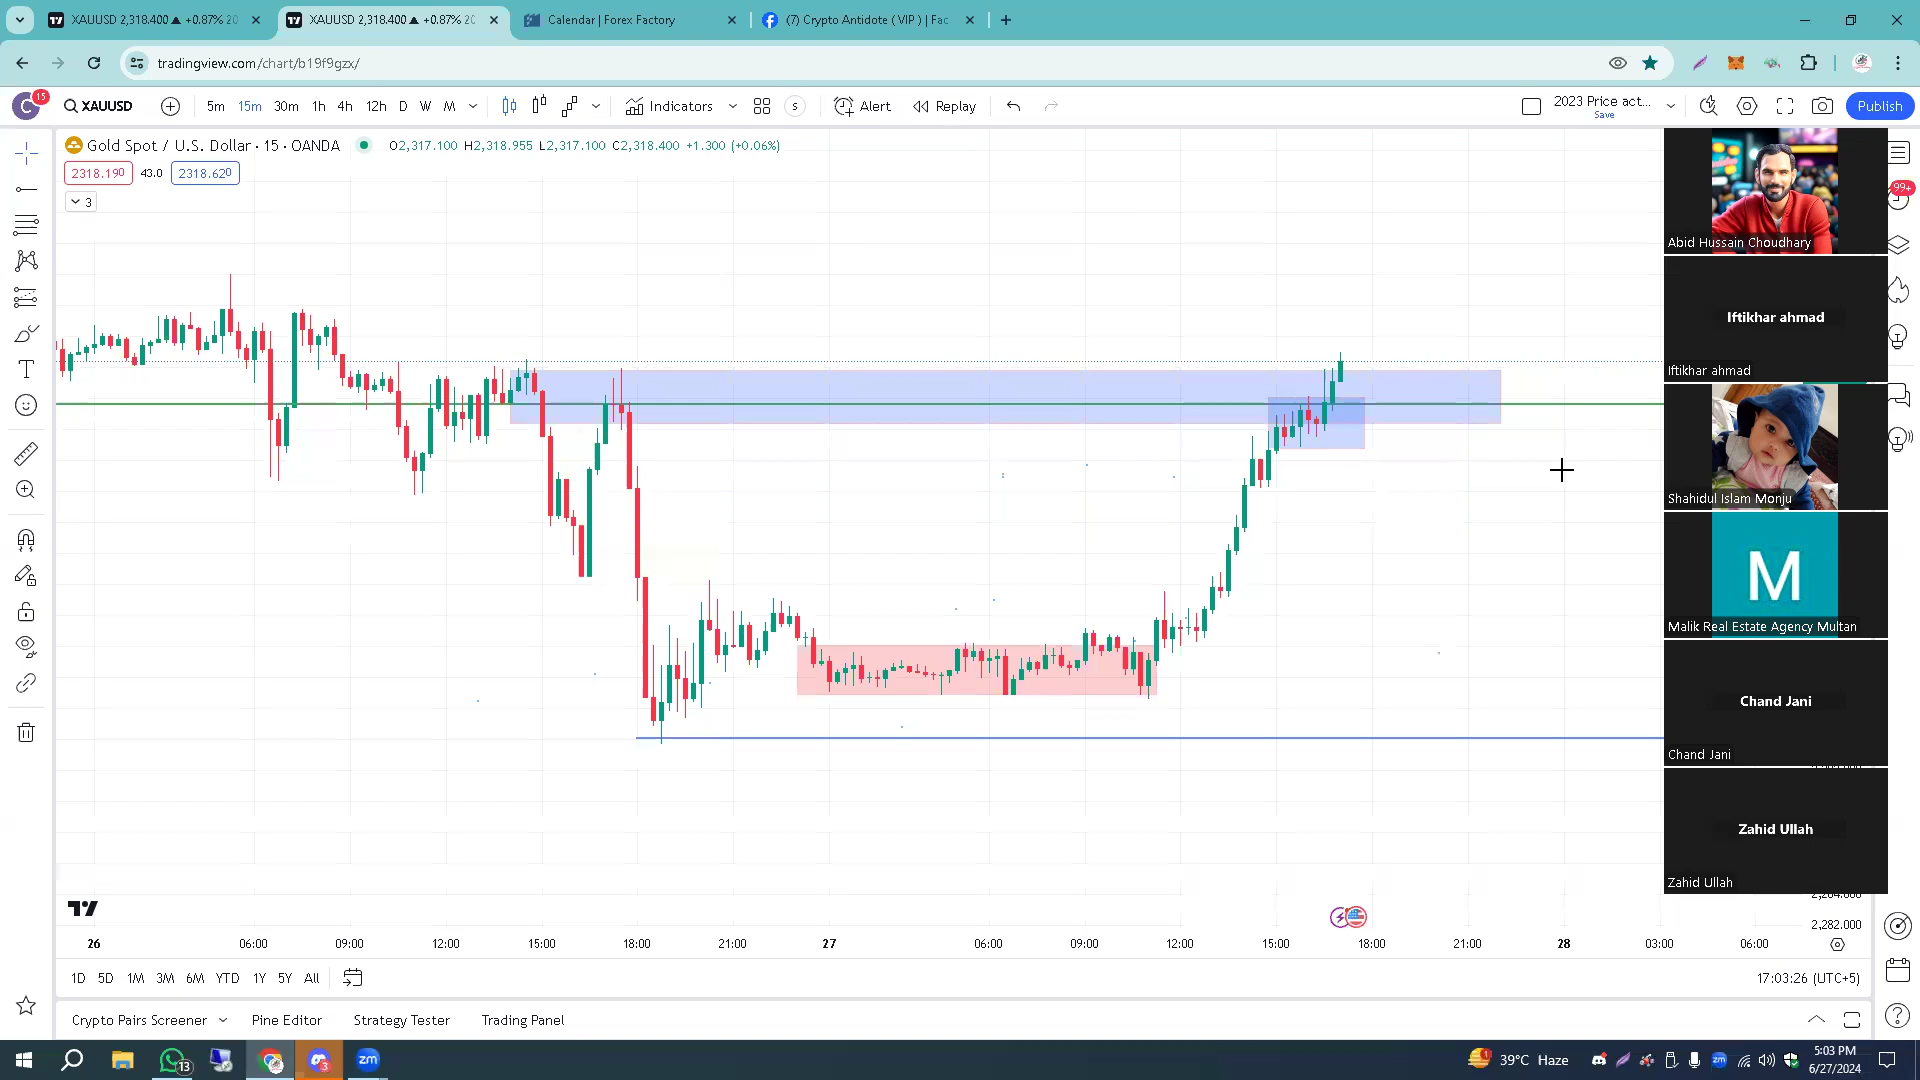 XAUUSD 2,318.400 ▲ +0.87% 20
XAUUSD 2,318.400 ▲ +0.87% 20
Calendar | Forex Factory
(7) Crypto Antidote ( VIP ) | Fac
tradingview.com/chart/b19f9gzx/
C 15
XAUUSD
5m 15m 30m 1h 4h 12h D W M
Indicators
S
Alert
Replay
2023 Price act...
Save
Publish
Gold Spot / U.S. Dollar · 15 · OANDA
O2,317.100 H2,318.955 L2,317.100 C2,318.400 +1.300 (+0.06%)
2318.190 43.0 2318.620
3
99+
Abid Hussain Choudhary
Iftikhar ahmad
Iftikhar ahmad
Shahidul Islam Monju
M
Malik Real Estate Agency Multan
Chand Jani
Chand Jani
Zahid Ullah
Zahid Ullah
2,282.000
26 06:00 09:00 12:00 15:00 18:00 21:00 27 06:00 09:00 12:00 15:00 18:00 21:00 28 03:00 06:00
1D 5D 1M 3M 6M YTD 1Y 5Y All
17:03:26 (UTC+5)
Crypto Pairs Screener
Pine Editor
Strategy Tester
Trading Panel
13
3
zm
1
39°C Haze
zm
5:03 PM
6/27/2024